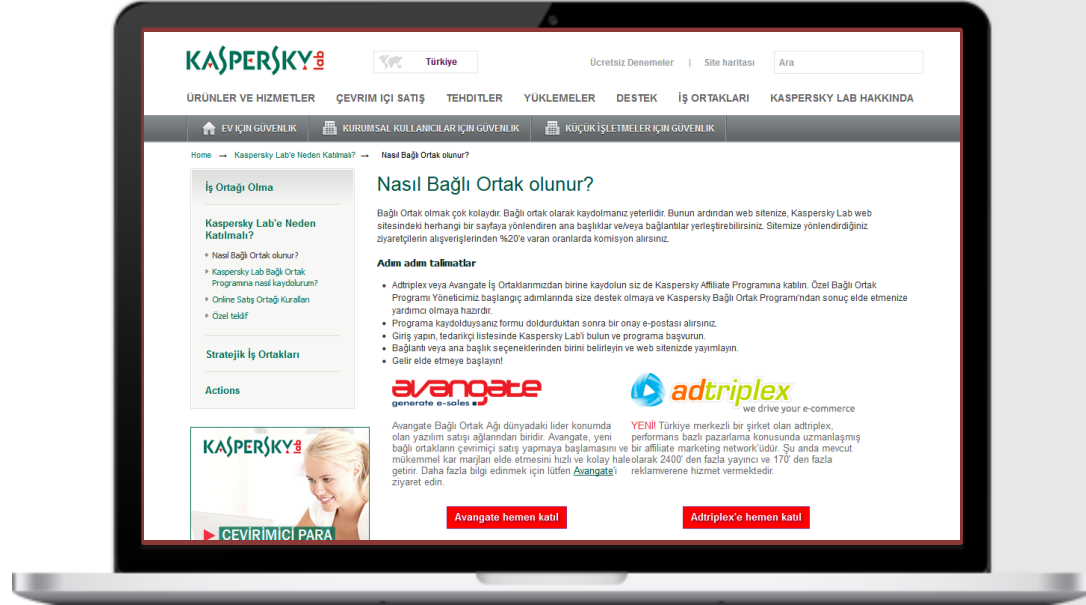 KASPERSKY lab
Türkiye
Ücretsiz Denemeler | Site haritası
Ara
ÜRÜNLER VE HIZMETLER ÇEVRIM IÇI SATIŞ TEHDITLER YÜKLEMELER DESTEK İŞ ORTAKLARI KASPERSKY LAB HAKKINDA
EV IÇIN GÜVENLIK KURUMSAL KULLANICILAR IÇIN GÜVENLIK KÜÇÜK İŞLETMELER IÇIN GÜVENLIK
Home → Kaspersky Lab'e Neden Katılmalı? → Nasıl Bağlı Ortak olunur?
İş Ortağı Olma
Kaspersky Lab'e Neden
Katılmalı?
Nasıl Bağlı Ortak olunur?
Kaspersky Lab Bağlı Ortak
Programına nasıl kaydolurum?
Online Satış Ortağı Kuralları
Özel teklif
Stratejik İş Ortakları
Actions
KASPERSKY lab
ÇEVİRİMİÇİ PARA
Nasıl Bağlı Ortak olunur?
Bağlı Ortak olmak çok kolaydır. Bağlı ortak olarak kaydolmanız yeterlidir. Bunun ardından web sitenize, Kaspersky Lab web
sitesindeki herhangi bir sayfaya yönlendiren ana başlıklar ve/veya bağlantılar yerleştirebilirsiniz. Sitemize yönlendirdiğiniz
ziyaretçilerin alışverişlerinden %20'e varan oranlarda komisyon alırsınız.
Adım adım talimatlar
• Adtriplex veya Avangate İş Ortaklarımızdan birine kaydolun siz de Kaspersky Affiliate Programına katılın. Özel Bağlı Ortak
Programı Yöneticimiz başlangıç adımlarında size destek olmaya ve Kaspersky Bağlı Ortak Programı'ndan sonuç elde etmenize
yardımcı olmaya hazırdır.
• Programa kaydolduysanız formu doldurduktan sonra bir onay e-postası alırsınız.
• Giriş yapın, tedarikçi listesinde Kaspersky Lab'i bulun ve programa başvurun.
• Bağlantı veya ana başlık seçeneklerinden birini belirleyin ve web sitenizde yayımlayın.
• Gelir elde etmeye başlayın!
avangate
generate e-sales
Avangate Bağlı Ortak Ağı dünyadaki lider konumda
olan yazılım satışı ağlarından biridir. Avangate, yeni
bağlı ortakların çevrimiçi satış yapmaya başlamasını ve
mükemmel kar marjları elde etmesini hızlı ve kolay hale
getirir. Daha fazla bilgi edinmek için lütfen Avangate'i
ziyaret edin.
Avangate hemen katıl
adtriplex
we drive your e-commerce
YENİ! Türkiye merkezli bir şirket olan adtriplex,
performans bazlı pazarlama konusunda uzmanlaşmış
bir affiliate marketing network'üdür. Şu anda mevcut
olarak 2400' den fazla yayıncı ve 170' den fazla
reklamverene hizmet vermektedir.
Adtriplex'e hemen katıl